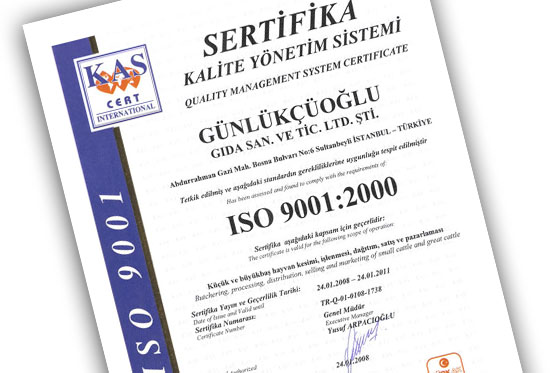 SERTİFİKA
KALİTE YÖNETİM SİSTEMİ
QUALITY MANAGEMENT SYSTEM CERTIFICATE
KAS
CERT
INTERNATIONAL
GÜNLÜKÇÜOĞLU
GIDA SAN. VE TİC. LTD. ŞTİ.
Abdurrahman Gazi Mah. Bosna Bulvarı No:6 Sultanbeyli İSTANBUL – TÜRKİYE
Tetkik edilmiş ve aşağıdaki standardın gerekliliklerine uygunluğu tespit edilmiştir
Has been assessed and found to comply with the requirements of
ISO 9001:2000
Sertifika aşağıdaki kapsam için geçerlidir:
The certificate is valid for the following scope of operation
Küçük ve büyükbaş hayvan kesimi, işlenmesi, dağıtım, satış ve pazarlaması
Butchering, processing, distribution, selling and marketing of small cattle and great cattle
Sertifika Yayın ve Geçerlilik Tarihi: 24.01.2008 – 24.01.2011
Date of Issue and Valid until
Sertifika Numarası: TR-Q-01-0108-1738
Certificate Number
Genel Müdür
Executive Manager
Yusuf ARPACIOĞLU
24.01.2008
ISO 9001